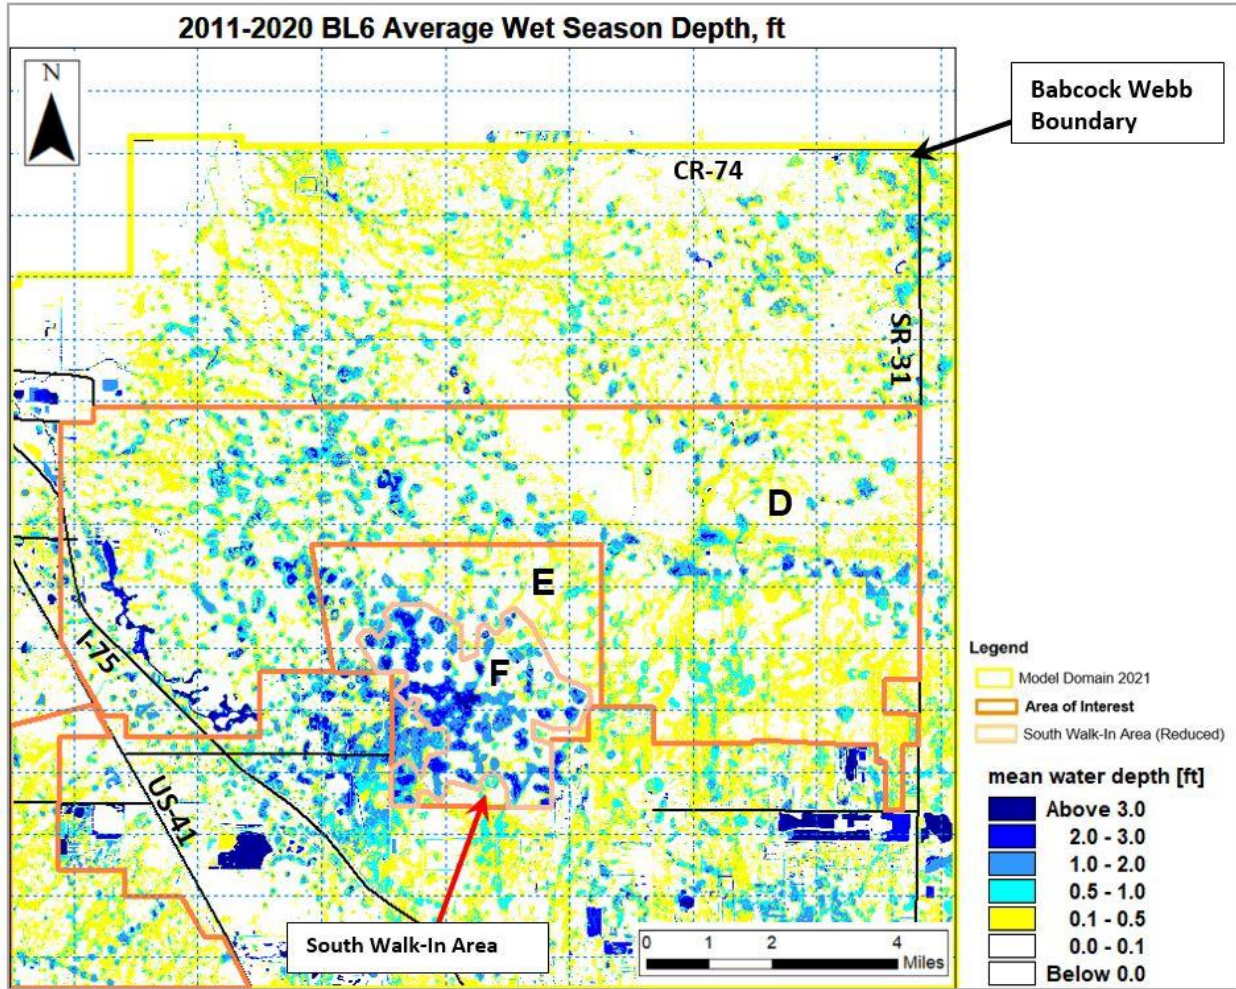 2011-2020 BL6 Average Wet Season Depth, ft
N
Babcock Webb
Boundary
CR-74
SR-31
D
E
F
I-75
US-41
Legend
Model Domain 2021
Area of Interest
South Walk-In Area (Reduced)
mean water depth [ft]
Above 3.0
2.0 - 3.0
1.0 - 2.0
0.5 - 1.0
0.1 - 0.5
0.0 - 0.1
Below 0.0
South Walk-In Area
0 1 2 4
Miles